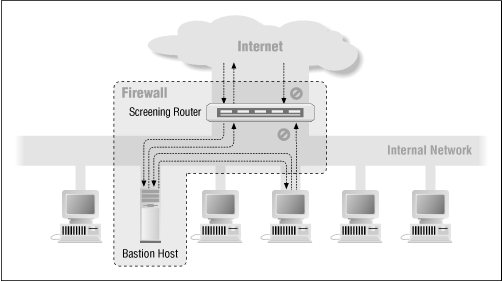 Internet
Firewall
Screening Router
Internal Network
Bastion Host